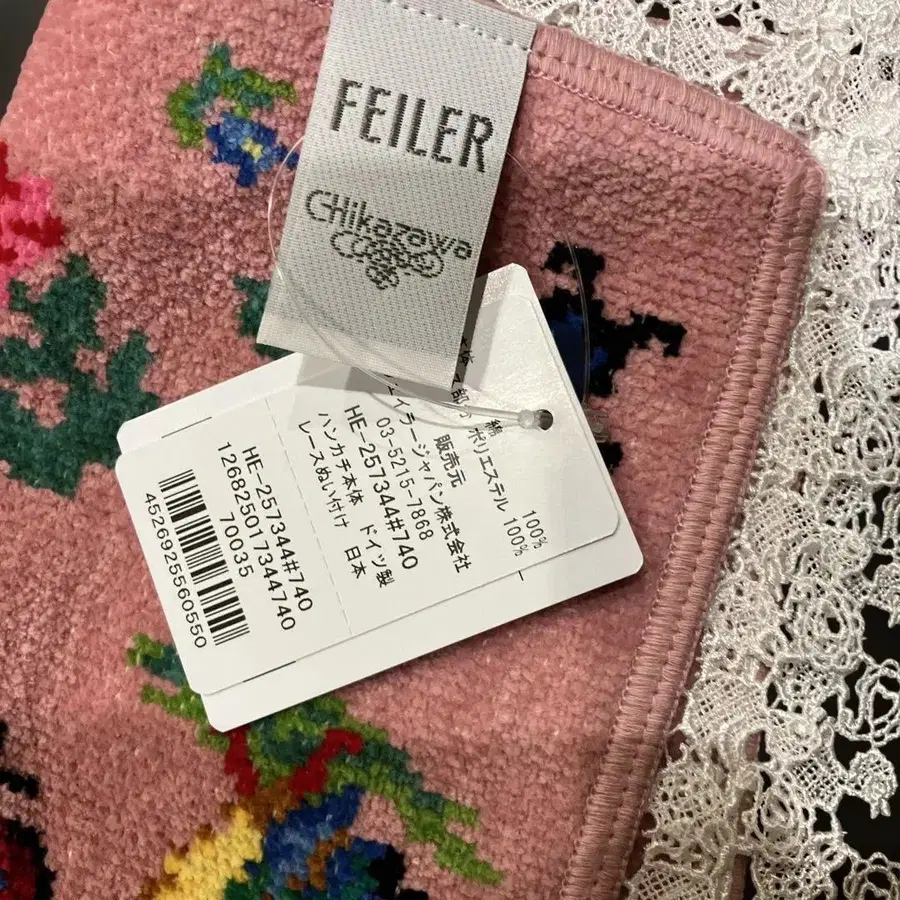 FEILER
CHikazawa
綿 100%
ポリエステル 100%
販売元
フェイラージャパン株式会社
03-5215-7868
HE-257344#740
ハンカチ本体 ドイツ製
レースぬい付け 日本
HE-257344#740
1268250173447​40
70035
4526925560550